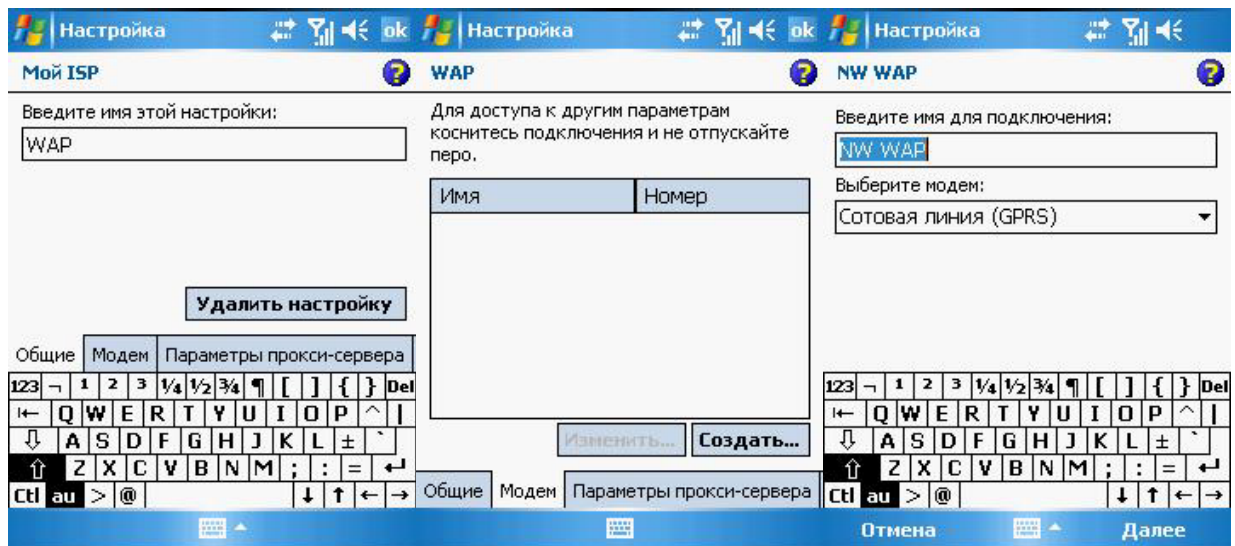 Настройка ok
Мой ISP
Введите имя этой настройки:
WAP
Удалить настройку
Общие Модем Параметры прокси-сервера
123 ¬ 1 2 3 ¼ ½ ¾ ¶ [ ] { } Del
Q W E R T Y U I O P ^ |
A S D F G H J K L ± `
Z X C V B N M ; : =
Ctl au > @ ↓ ↑ ← →
Настройка ok
WAP
Для доступа к другим параметрам
коснитесь подключения и не отпускайте
перо.
Имя Номер
Изменить... Создать...
Общие Модем Параметры прокси-сервера
Настройка
NW WAP
Введите имя для подключения:
NW WAP
Выберите модем:
Сотовая линия (GPRS)
123 ¬ 1 2 3 ¼ ½ ¾ ¶ [ ] { } Del
Q W E R T Y U I O P ^ |
A S D F G H J K L ± `
Z X C V B N M ; : =
Ctl au > @ ↓ ↑ ← →
Отмена Далее